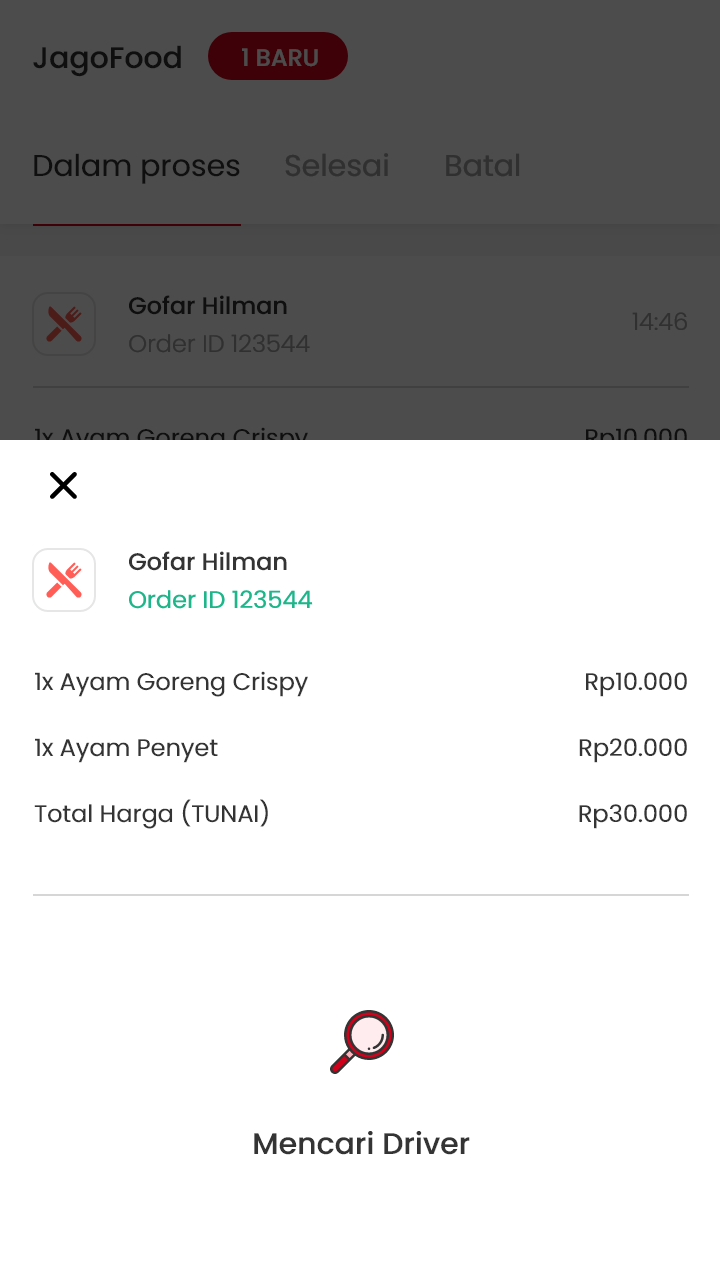 JagoFood 1 BARU
Dalam proses Selesai Batal
Gofar Hilman
14:46
Order ID 123544
1x Ayam Goreng Crispy Rp10.000
Gofar Hilman
Order ID 123544
1x Ayam Goreng Crispy Rp10.000
1x Ayam Penyet Rp20.000
Total Harga (TUNAI) Rp30.000
Mencari Driver